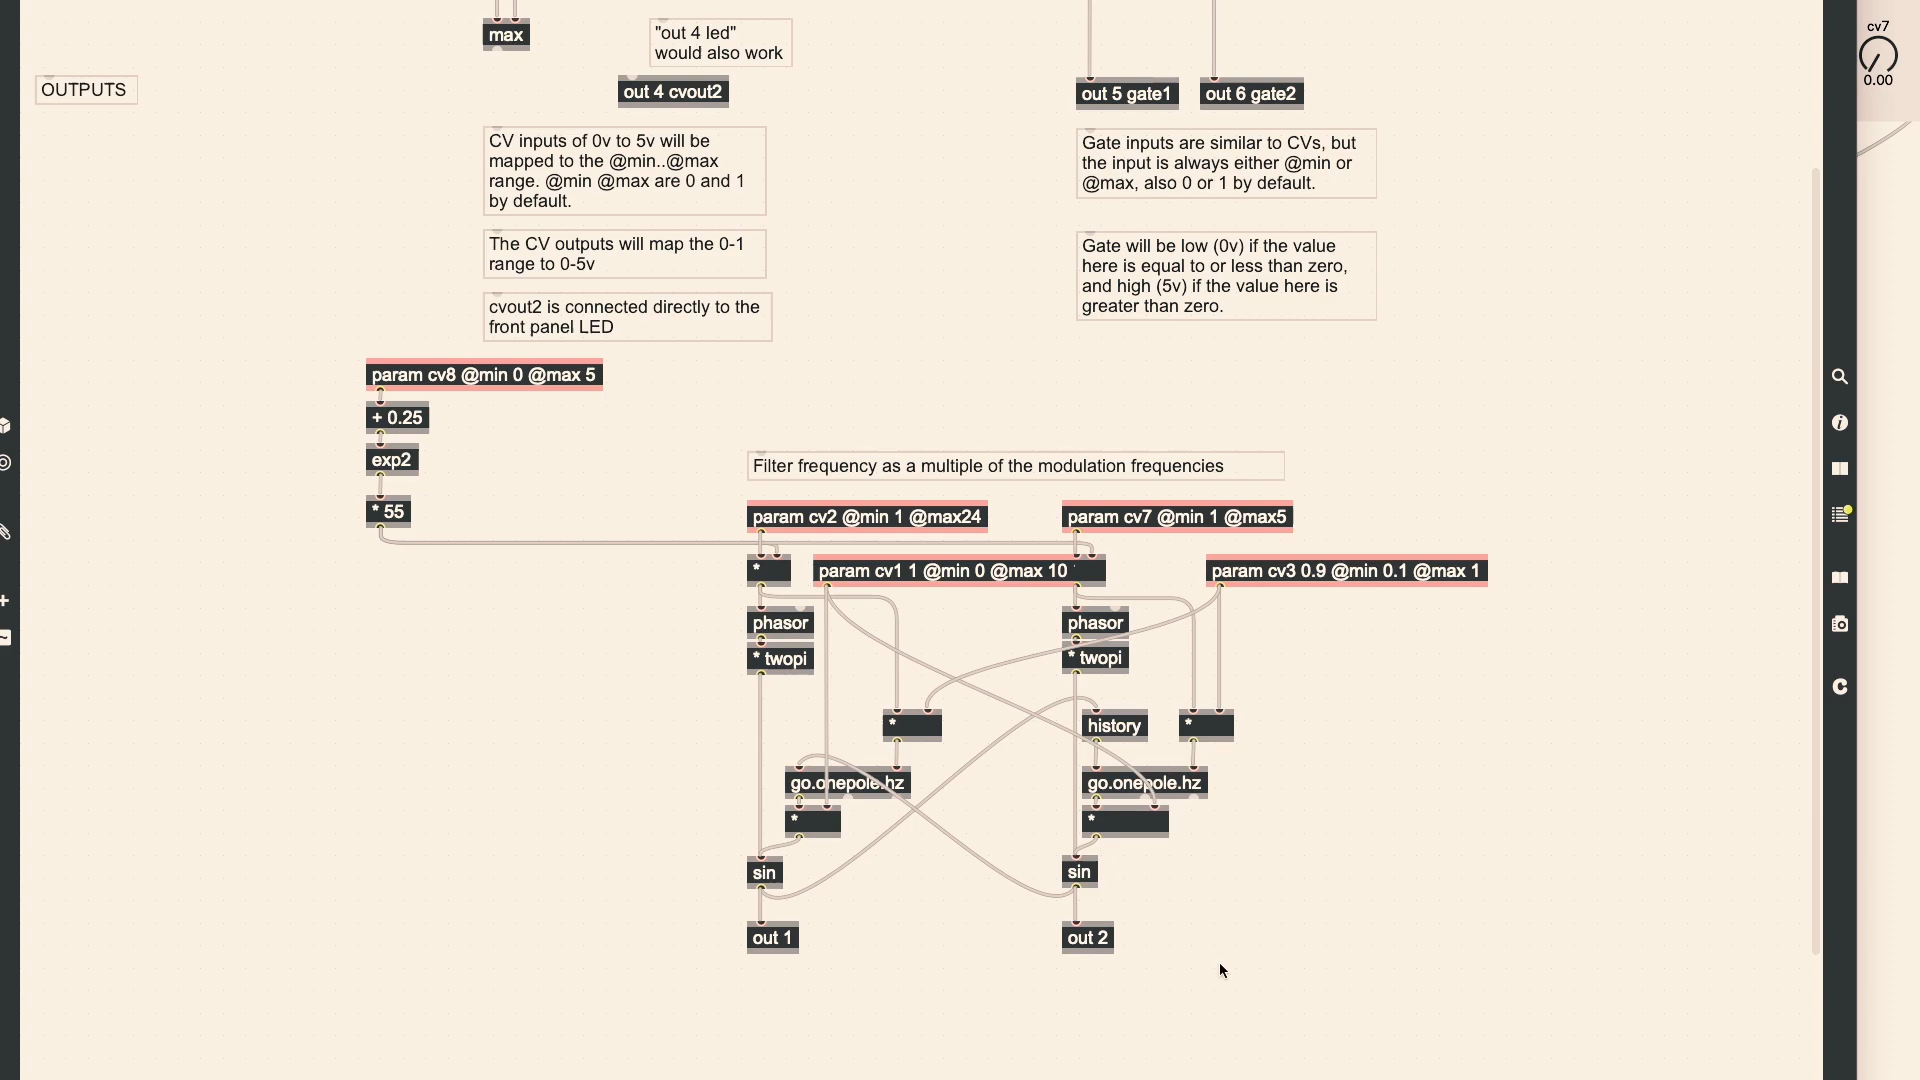 max
"out 4 led"
would also work
cv7
0.00
OUTPUTS
out 4 cvout2
out 5 gate1
out 6 gate2
CV inputs of 0v to 5v will be
mapped to the @min..@max
range. @min @max are 0 and 1
by default.
Gate inputs are similar to CVs, but
the input is always either @min or
@max, also 0 or 1 by default.
The CV outputs will map the 0-1
range to 0-5v
Gate will be low (0v) if the value
here is equal to or less than zero,
and high (5v) if the value here is
greater than zero.
cvout2 is connected directly to the
front panel LED
param cv8 @min 0 @max 5
+ 0.25
exp2
* 55
Filter frequency as a multiple of the modulation frequencies
param cv2 @min 1 @max24
param cv7 @min 1 @max5
*
param cv1 1 @min 0 @max 10
param cv3 0.9 @min 0.1 @max 1
phasor
phasor
* twopi
* twopi
*
history
*
go.onepole.hz
go.onepole.hz
*
*
sin
sin
out 1
out 2